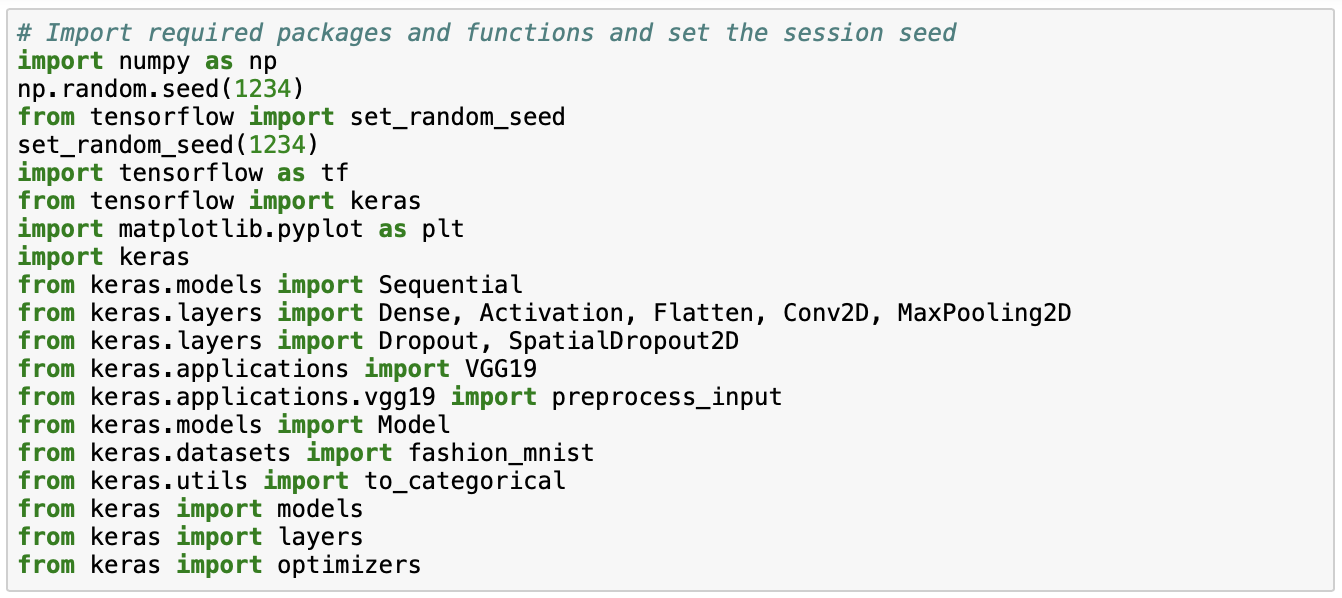 # Import required packages and functions and set the session seed
import numpy as np
np.random.seed(1234)
from tensorflow import set_random_seed
set_random_seed(1234)
import tensorflow as tf
from tensorflow import keras
import matplotlib.pyplot as plt
import keras
from keras.models import Sequential
from keras.layers import Dense, Activation, Flatten, Conv2D, MaxPooling2D
from keras.layers import Dropout, SpatialDropout2D
from keras.applications import VGG19
from keras.applications.vgg19 import preprocess_input
from keras.models import Model
from keras.datasets import fashion_mnist
from keras.utils import to_categorical
from keras import models
from keras import layers
from keras import optimizers